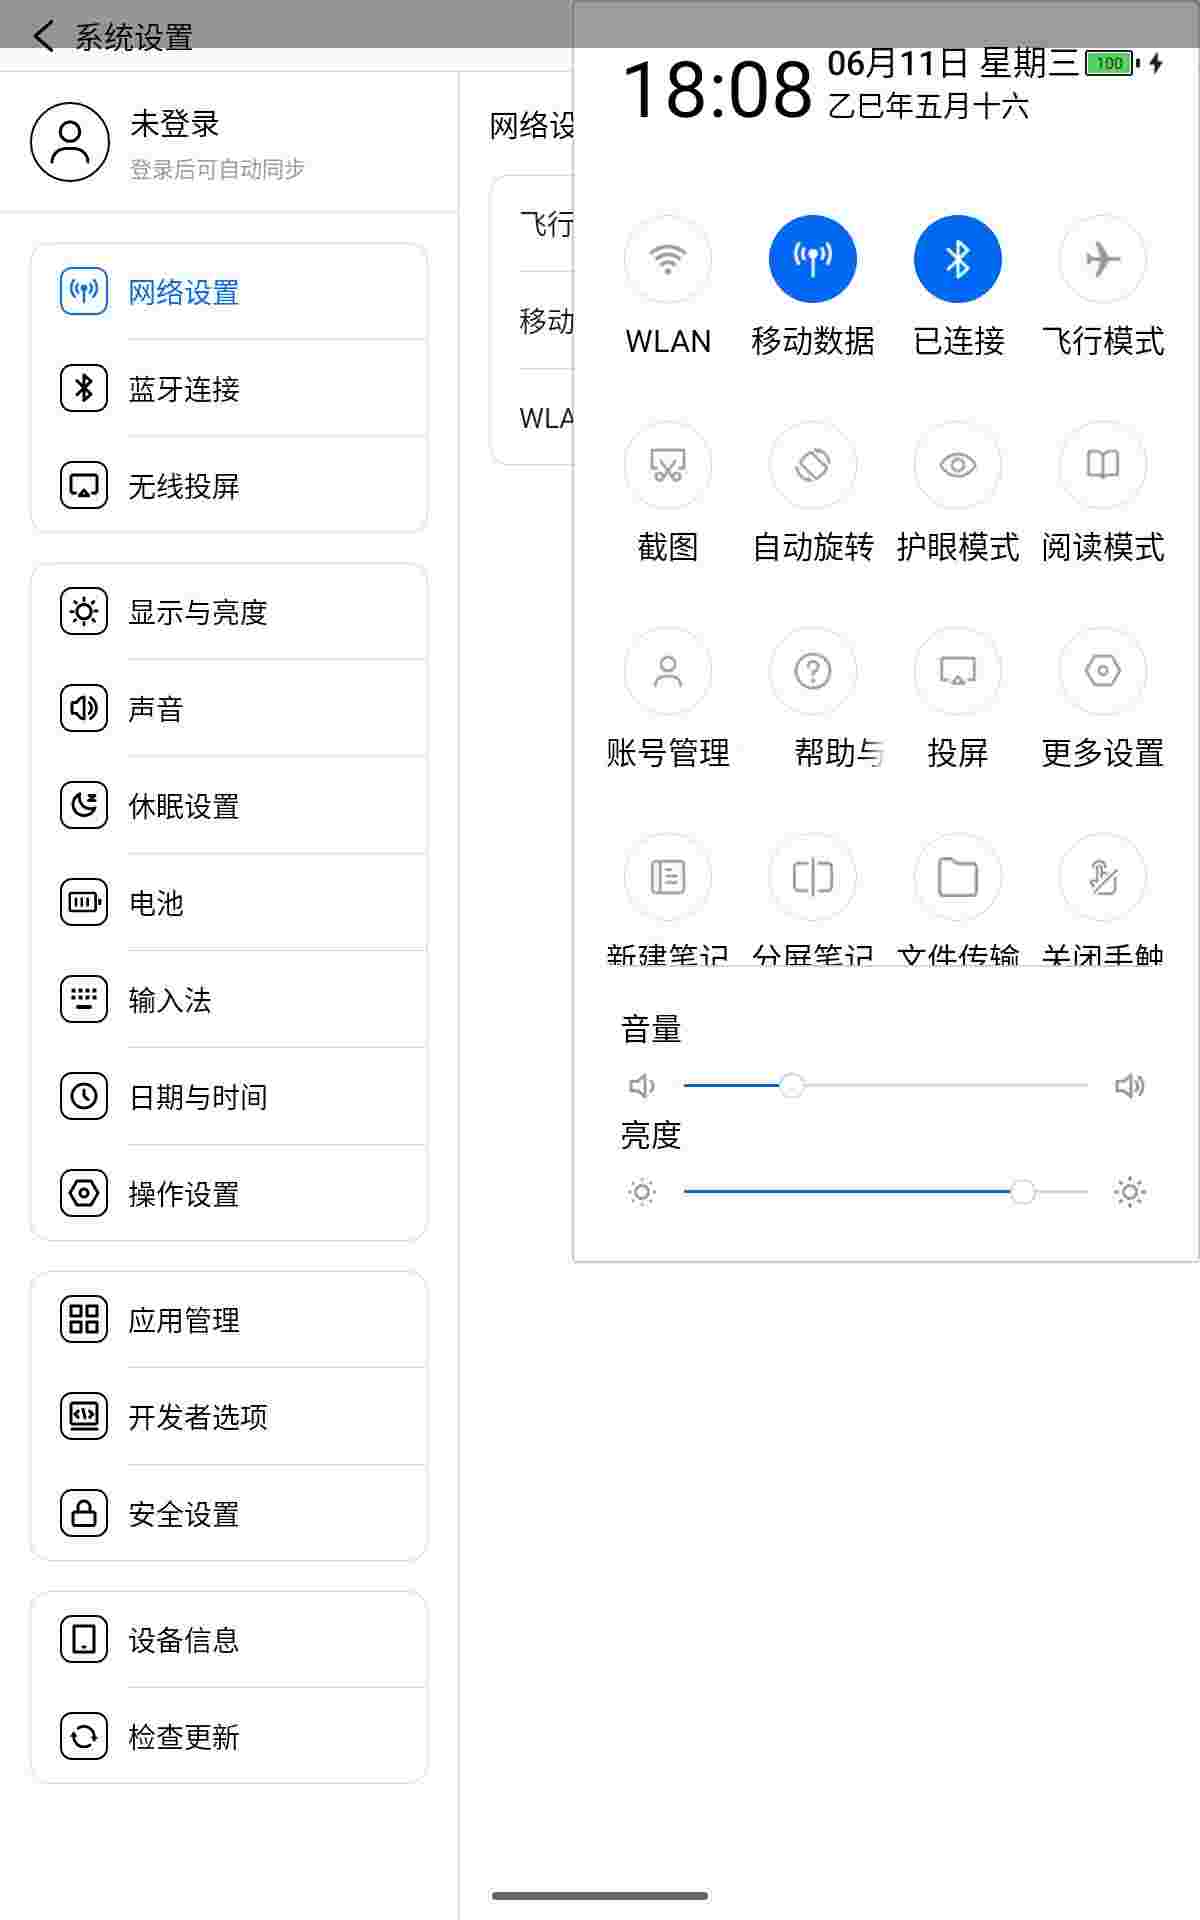 系统设置
未登录
登录后可自动同步
网络设置
蓝牙连接
无线投屏
显示与亮度
声音
休眠设置
电池
输入法
日期与时间
操作设置
应用管理
开发者选项
安全设置
设备信息
检查更新
网络设
飞行
移动
WLA
18:08
06月11日 星期三
100
乙巳年五月十六
WLAN 移动数据 已连接 飞行模式
截图 自动旋转 护眼模式 阅读模式
账号管理 帮助与 投屏 更多设置
新建笔记 分屏笔记 文件传输 关闭手触
音量
亮度